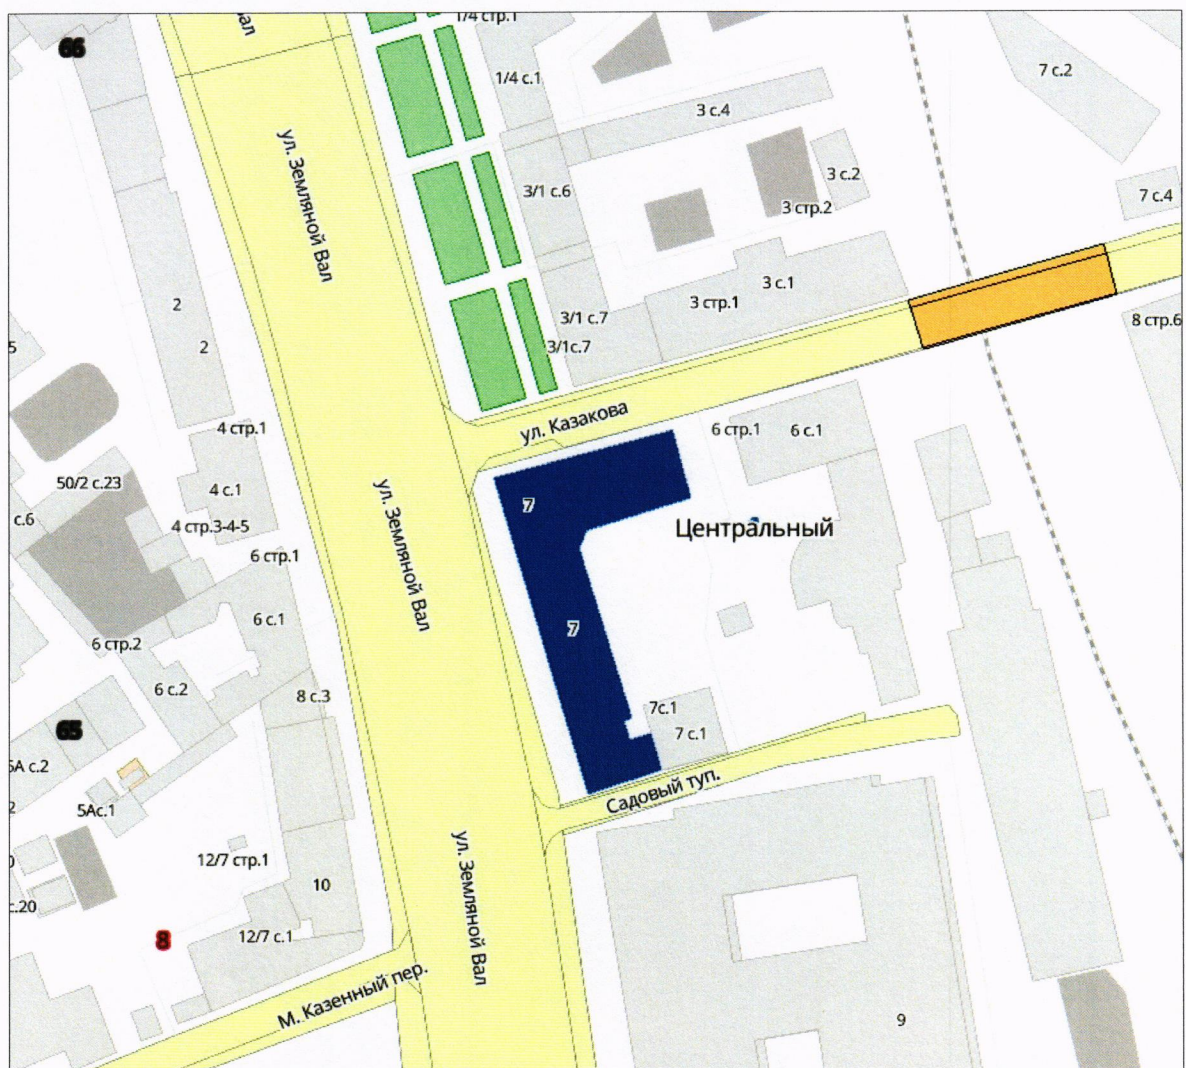 1/4 стр.1
вал
66
1/4 с.1
7 с.2
3 с.4
ул. Земляной Вал
3/1 с.6
3 с.2
7 с.4
3 стр.2
2
3 стр.1
3 с.1
3/1 с.7
8 стр.6
5
2
3/1с.7
ул. Казакова
4 стр.1
6 стр.1
6 с.1
50/2 с.23
4 с.1
7
с.6
4 стр.3-4-5
ул. Земляной Вал
Центральный
6 стр.1
6 с.1
7
6 стр.2
6 с.2
8 с.3
7с.1
65
7 с.1
5А с.2
Садовый туп.
2
5Ас.1
ул. Земляной Вал
12/7 стр.1
10
с.20
8
12/7 с.1
М. Казенный пер.
9